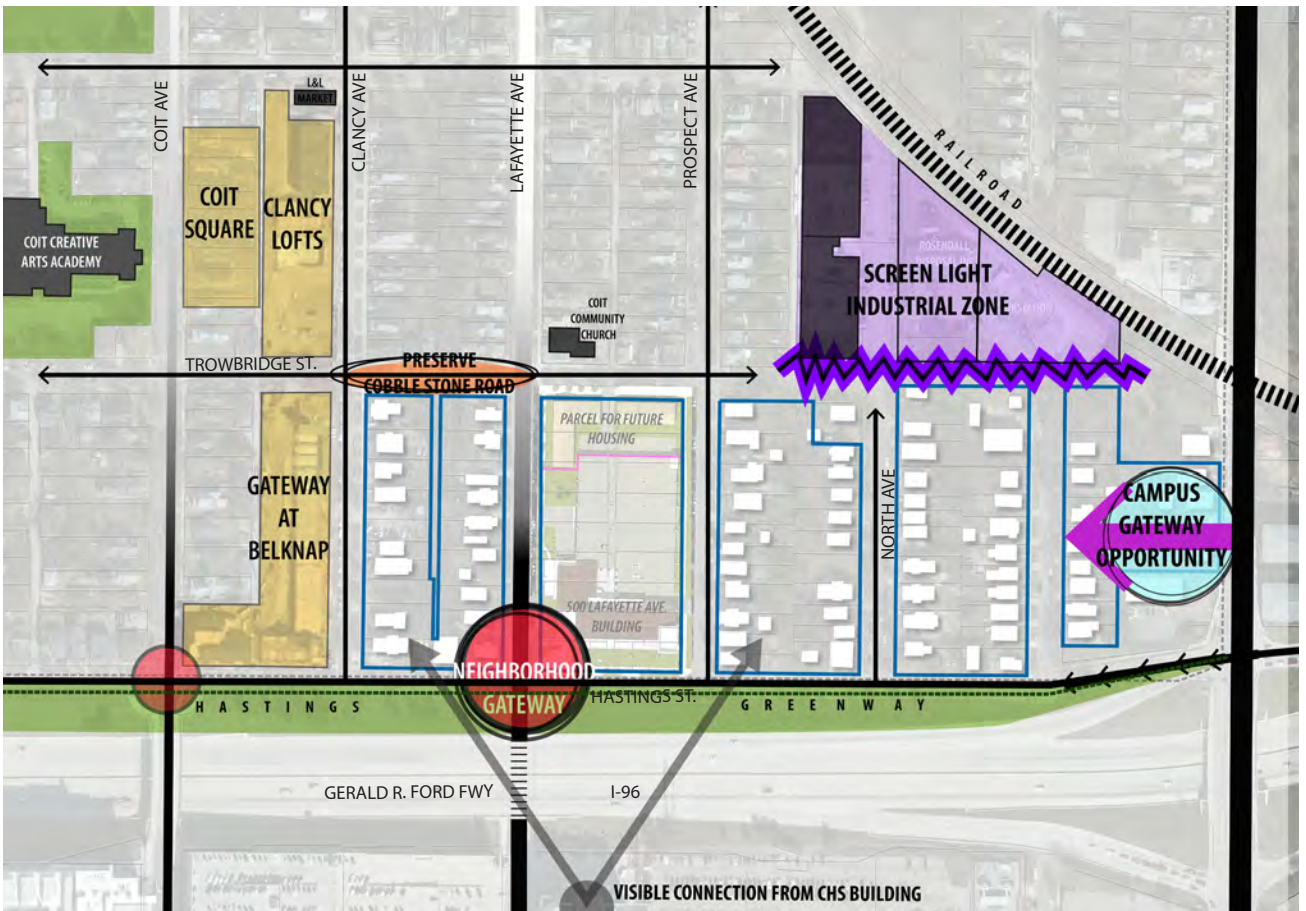 L&L
MARKET
COIT AVE
CLANCY AVE
LAFAYETTE AVE
PROSPECT AVE
RAILROAD
COIT
SQUARE
CLANCY
LOFTS
COIT CREATIVE
ARTS ACADEMY
ROSENDALL
SCREEN LIGHT
INDUSTRIAL ZONE
COIT
COMMUNITY
CHURCH
TROWBRIDGE ST.
PRESERVE
COBBLE STONE ROAD
PARCEL FOR FUTURE
HOUSING
GATEWAY
AT
BELKNAP
NORTH AVE
CAMPUS
GATEWAY
OPPORTUNITY
500 LAFAYETTE AVE.
BUILDING
NEIGHBORHOOD
GATEWAY
HASTINGS ST.
HASTINGS
GREENWAY
GERALD R. FORD FWY
I-96
VISIBLE CONNECTION FROM CHS BUILDING